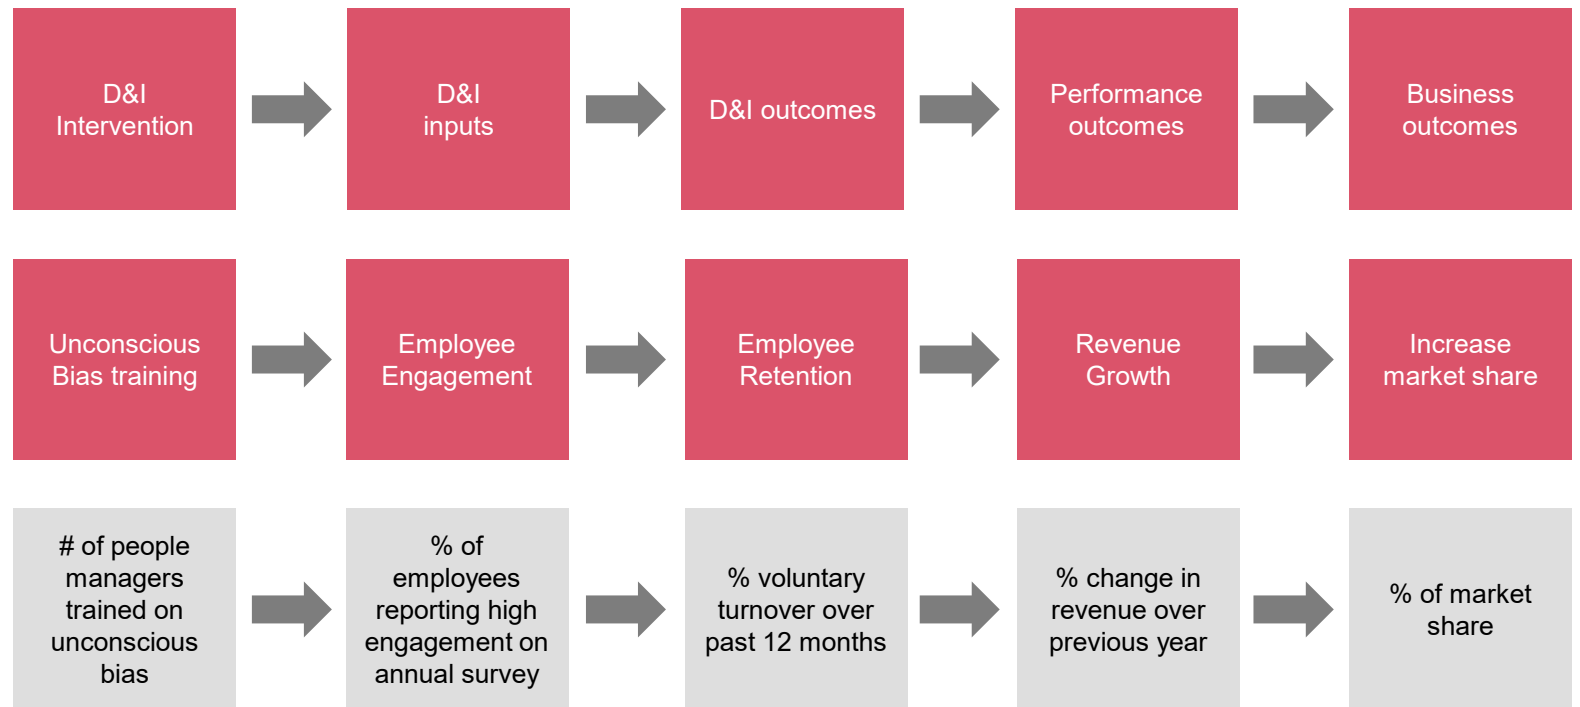 D&I
Intervention
D&I
inputs
D&I outcomes
Performance
outcomes
Business
outcomes
Unconscious
Bias training
Employee
Engagement
Employee
Retention
Revenue
Growth
Increase
market share
# of people
managers
trained on
unconscious
bias
% of
employees
reporting high
engagement on
annual survey
% voluntary
turnover over
past 12 months
% change in
revenue over
previous year
% of market
share